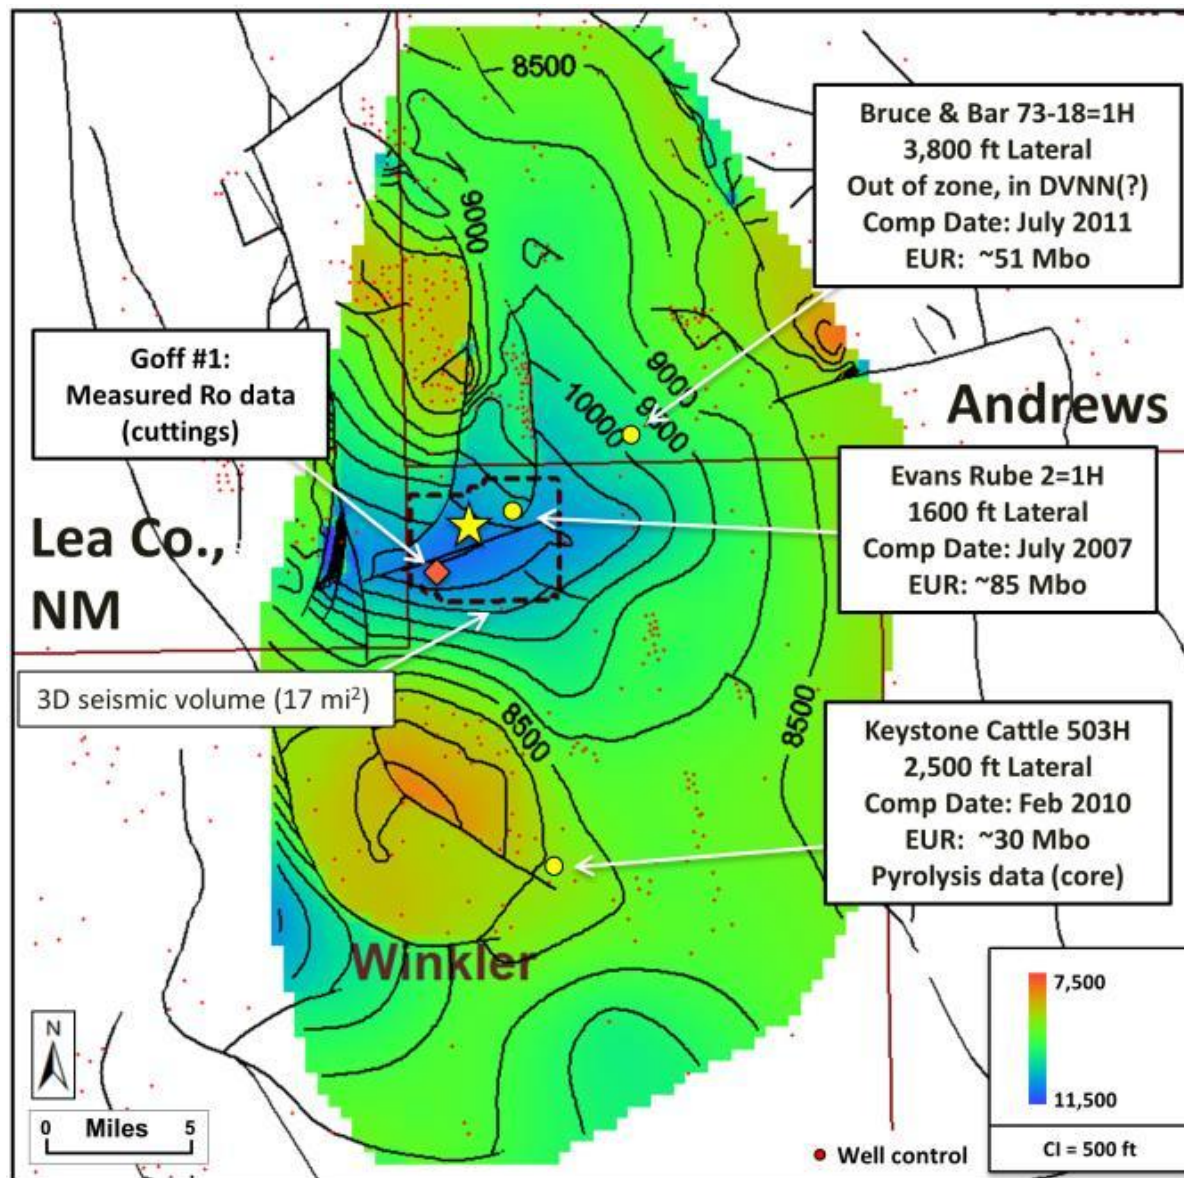 8500
Bruce & Bar 73-18=1H
3,800 ft Lateral
Out of zone, in DVNN(?)
Comp Date: July 2011
EUR: ~51 Mbo
9000
Goff #1:
Measured Ro data
(cuttings)
9000
10000
Andrews
Evans Rube 2=1H
1600 ft Lateral
Comp Date: July 2007
EUR: ~85 Mbo
Lea Co.,
NM
3D seismic volume (17 mi²)
8500
8500
Keystone Cattle 503H
2,500 ft Lateral
Comp Date: Feb 2010
EUR: ~30 Mbo
Pyrolysis data (core)
Winkler
N
0 Miles 5
7,500
11,500
CI = 500 ft
Well control